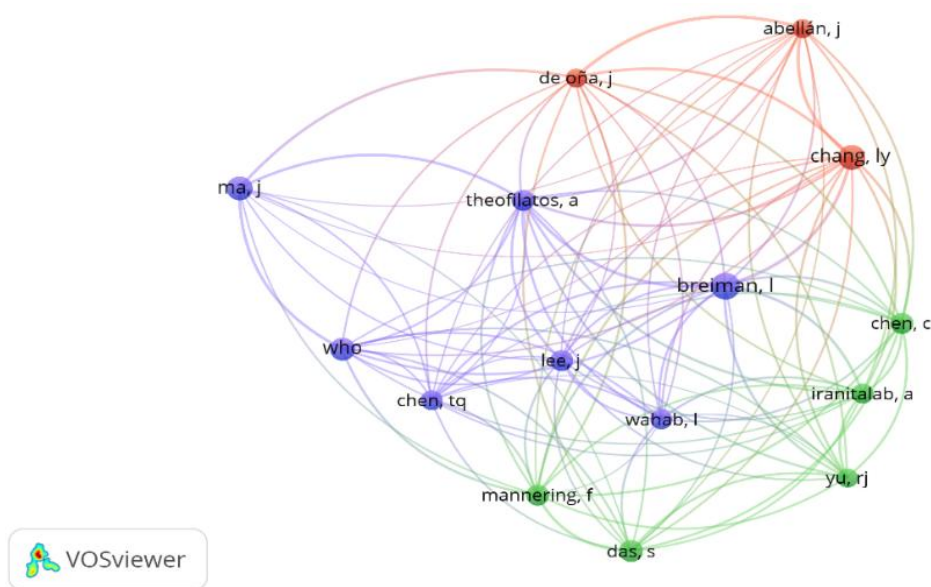 abellán, j
de oña, j
chang, ly
ma, j
theofilatos, a
breiman, l
chen, c
who
lee, j
iranitalab, a
chen, tq
wahab, l
yu, rj
mannering, f
das, s
VOSviewer